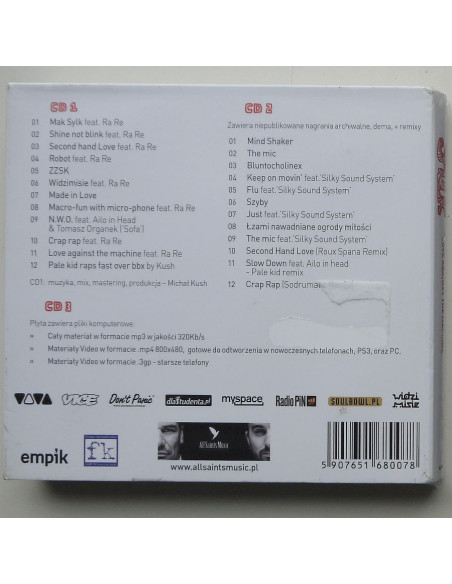 CD 1
01 Mak Sylk feat. Ra Re
02 Shine not blink feat. Ra Re
03 Second hand Love feat. Ra Re
04 Robot feat. Ra Re
05 ZZSK
06 Widzimisie feat. Ra Re
07 Made in Love
08 Macro-fun with micro-phone feat. Ra Re
09 N.W.O. feat. Ailo in Head
& Tomasz Organek ['Sofa']
10 Crap rap feat. Ra Re
11 Love against the machine feat. Ra Re
12 Pale kid raps fast over bbx by Kush
CD1: muzyka, mix, mastering, produkcja - Michał Kush
CD 2
Zawiera niepublikowane nagrania archiwalne, dema, + remixy
01 Mind Shaker
02 The mic
03 Bluntocholinex
04 Keep on movin' feat.'Silky Sound System'
05 Flu feat.'Silky Sound System'
06 Szyby
07 Just feat.'Silky Sound System'
08 Łzami nawadniane ogrody miłości
09 The mic feat.'Silky Sound System'
10 Second Hand Love [Roux Spana Remix]
11 Slow Down feat. Ailo in head
- Pale kid remix
12 Crap Rap [Sodruma
CD 3
Płyta zawiera pliki komputerowe:
» Cały materiał w formacie mp3 w jakości 320Kb/s
» Materiały Video w formacie .mp4 800x480, gotowe do odtworzenia w nowoczesnych telefonach, PS3, oraz PC.
» Materiały Video w formacie .3gp - starsze telefony
VIVA VICE Don't Panic dlaStudenta.pl myspace Radio PiN SOULBOWL.PL widzi misie
empik fk AllSaints Music
www.allsaintsmusic.pl
5 907651 680078